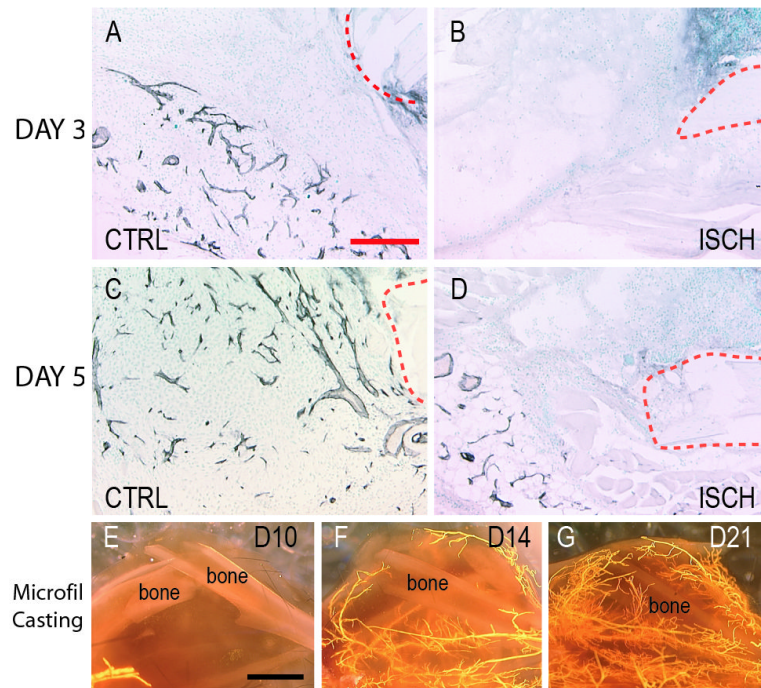 A
B
DAY 3
CTRL
ISCH
C
D
DAY 5
CTRL
ISCH
E
D10
F
D14
G
D21
Microfil
Casting
bone
bone
bone
bone